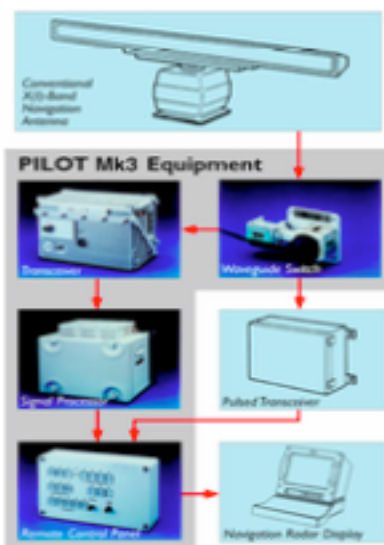 Conventional
X(I)-Band
Navigation
Antenna
PILOT Mk3 Equipment
Transceiver
Waveguide Switch
Signal Processor
Pulsed Transceiver
Remote Control Panel
Navigation Radar Display